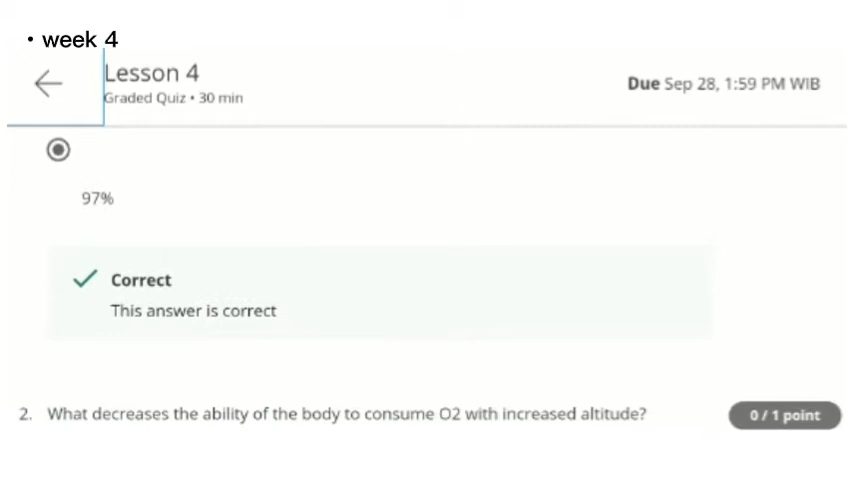 • week 4
Lesson 4
Graded Quiz • 30 min
Due Sep 28, 1:59 PM WIB
97%
Correct
This answer is correct
2. What decreases the ability of the body to consume O2 with increased altitude?
0 / 1 point